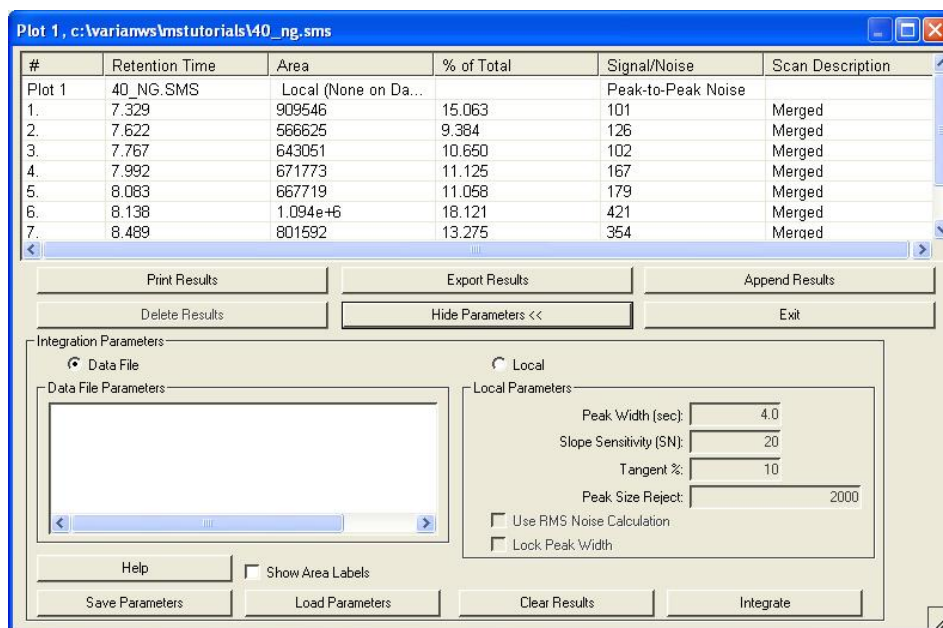 Plot 1, c:\varianws\mstutorials\40_ng.sms
# Retention Time Area % of Total Signal/Noise Scan Description
Plot 1 40_NG.SMS Local (None on Da... Peak-to-Peak Noise
1. 7.329 909546 15.063 101 Merged
2. 7.622 566625 9.384 126 Merged
3. 7.767 643051 10.650 102 Merged
4. 7.992 671773 11.125 167 Merged
5. 8.083 667719 11.058 179 Merged
6. 8.138 1.094e+6 18.121 421 Merged
7. 8.489 801592 13.275 354 Merged
Print Results Export Results Append Results
Delete Results Hide Parameters << Exit
Integration Parameters
Data File Local
Data File Parameters Local Parameters
Peak Width (sec): 4.0
Slope Sensitivity (SN): 20
Tangent %: 10
Peak Size Reject: 2000
Use RMS Noise Calculation
Lock Peak Width
Help Show Area Labels
Save Parameters Load Parameters Clear Results Integrate